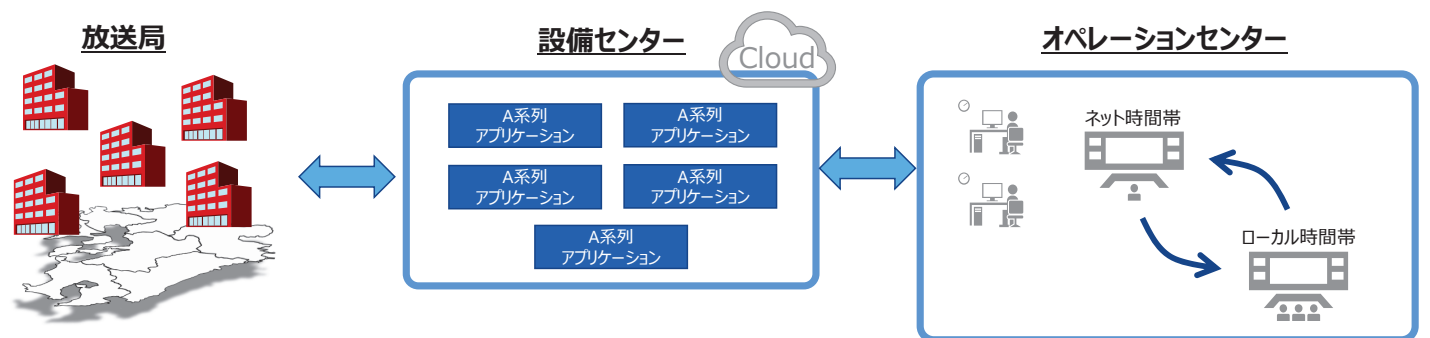 放送局
設備センター
Cloud
オペレーションセンター
A系列
アプリケーション
A系列
アプリケーション
A系列
アプリケーション
A系列
アプリケーション
A系列
アプリケーション
ネット時間帯
ローカル時間帯